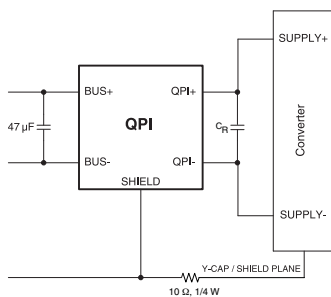 SUPPLY+
BUS+ QPI+
47 µF QPI CR Converter
BUS- QPI-
SHIELD
SUPPLY-
Y-CAP / SHIELD PLANE
10 Ω, 1/4 W